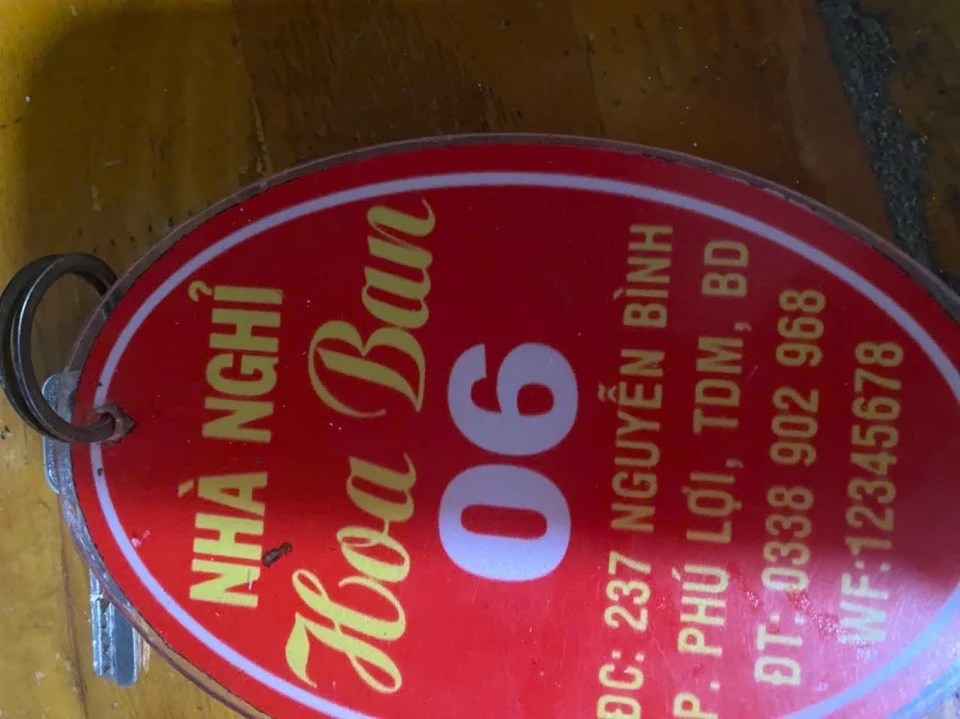 NHÀ NGHỈ
Hoa Ban
06
ĐC: 237 NGUYỄN BÌNH
P. PHÚ LỢI, TDM, BD
ĐT: 0338 902 968
WF:12345678